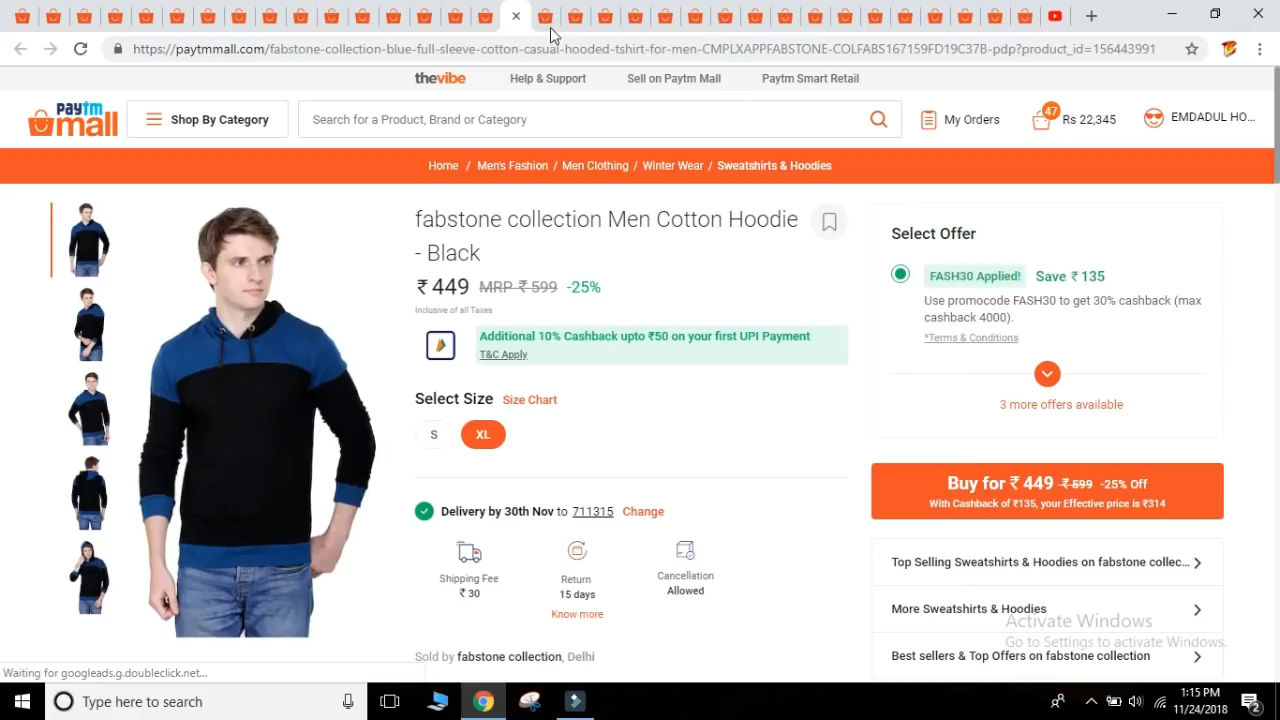 https://paytmmall.com/fabstone-collection-blue-full-sleeve-cotton-casual-hooded-tshirt-for-men-CMPLXAPPFABSTONE-COLFABS167159FD19C37B-pdp?product_id=156443991
thevibe Help & Support Sell on Paytm Mall Paytm Smart Retail
paytm mall
Shop By Category
Search for a Product, Brand or Category
My Orders
47
Rs 22,345
EMDADUL HO...
Home / Men's Fashion / Men Clothing / Winter Wear / Sweatshirts & Hoodies
fabstone collection Men Cotton Hoodie
- Black
₹ 449 MRP ₹ 599 -25%
Inclusive of all Taxes
Additional 10% Cashback upto ₹50 on your first UPI Payment
T&C Apply
Select Size Size Chart
S XL
Delivery by 30th Nov to 711315 Change
Shipping Fee
₹ 30
Return
15 days
Know more
Cancellation
Allowed
Sold by fabstone collection, Delhi
Select Offer
FASH30 Applied! Save ₹ 135
Use promocode FASH30 to get 30% cashback (max
cashback 4000).
*Terms & Conditions
3 more offers available
Buy for ₹ 449 ₹ 599 -25% Off
With Cashback of ₹135, your Effective price is ₹314
Top Selling Sweatshirts & Hoodies on fabstone collec...
More Sweatshirts & Hoodies
Best sellers & Top Offers on fabstone collection
Activate Windows
Go to Settings to activate Windows.
Waiting for googleads.g.doubleclick.net...
Type here to search
1:15 PM
11/24/2018
2